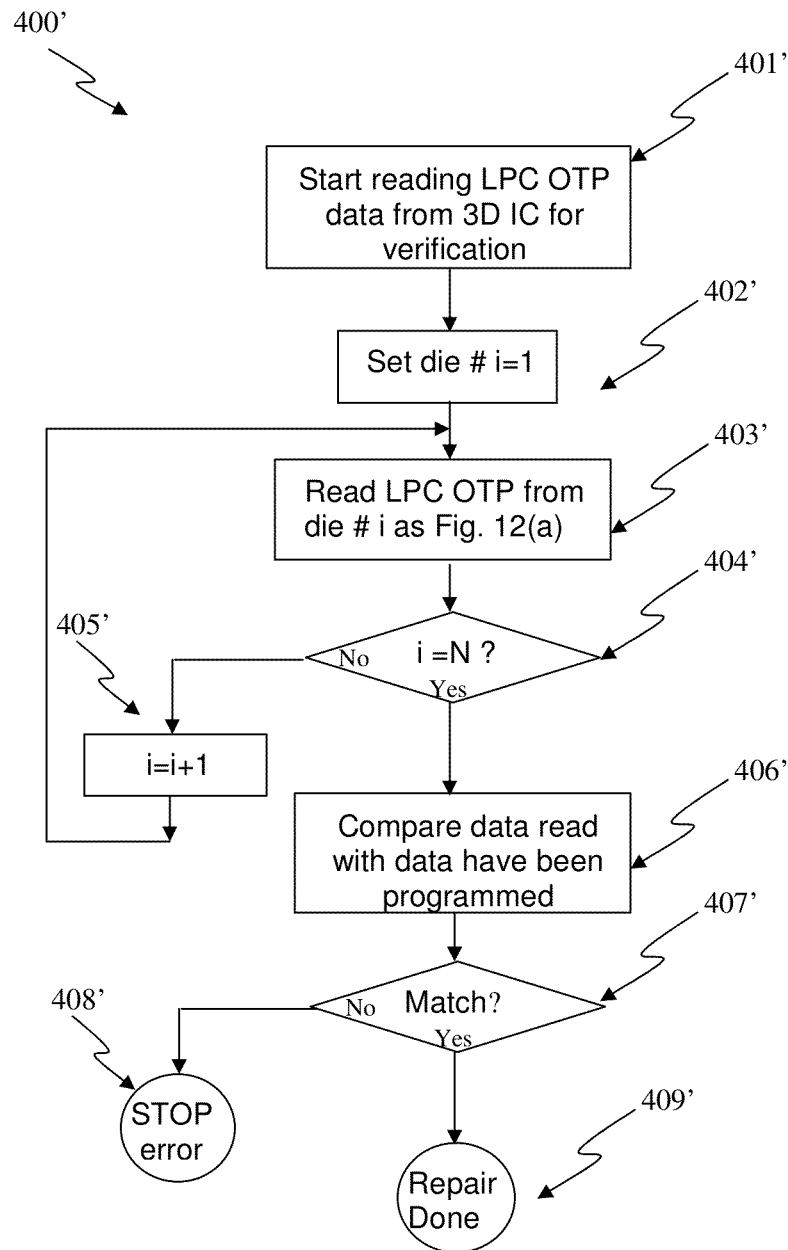 400’
401’
Start reading LPC OTP
data from 3D IC for
verification
402’
Set die # i=1
403’
Read LPC OTP from
die # i as Fig. 12(a)
404’
405’
No
i =N ?
Yes
i=i+1
406’
Compare data read
with data have been
programmed
407’
408’
No
Match?
Yes
STOP
error
409’
Repair
Done